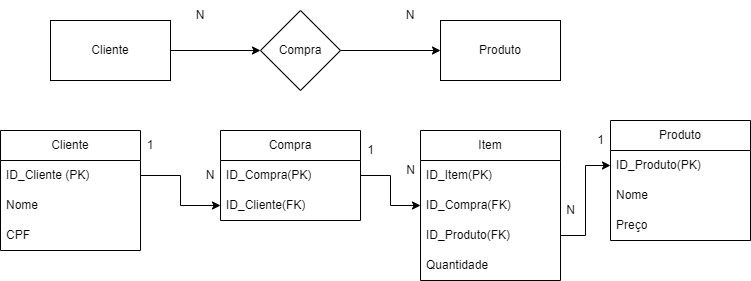 N
N
Cliente
Compra
Produto
Cliente
ID_Cliente (PK)
Nome
CPF
1
N
Compra
ID_Compra(PK)
ID_Cliente(FK)
1
N
Item
ID_Item(PK)
ID_Compra(FK)
ID_Produto(FK)
Quantidade
N
1
Produto
ID_Produto(PK)
Nome
Preço